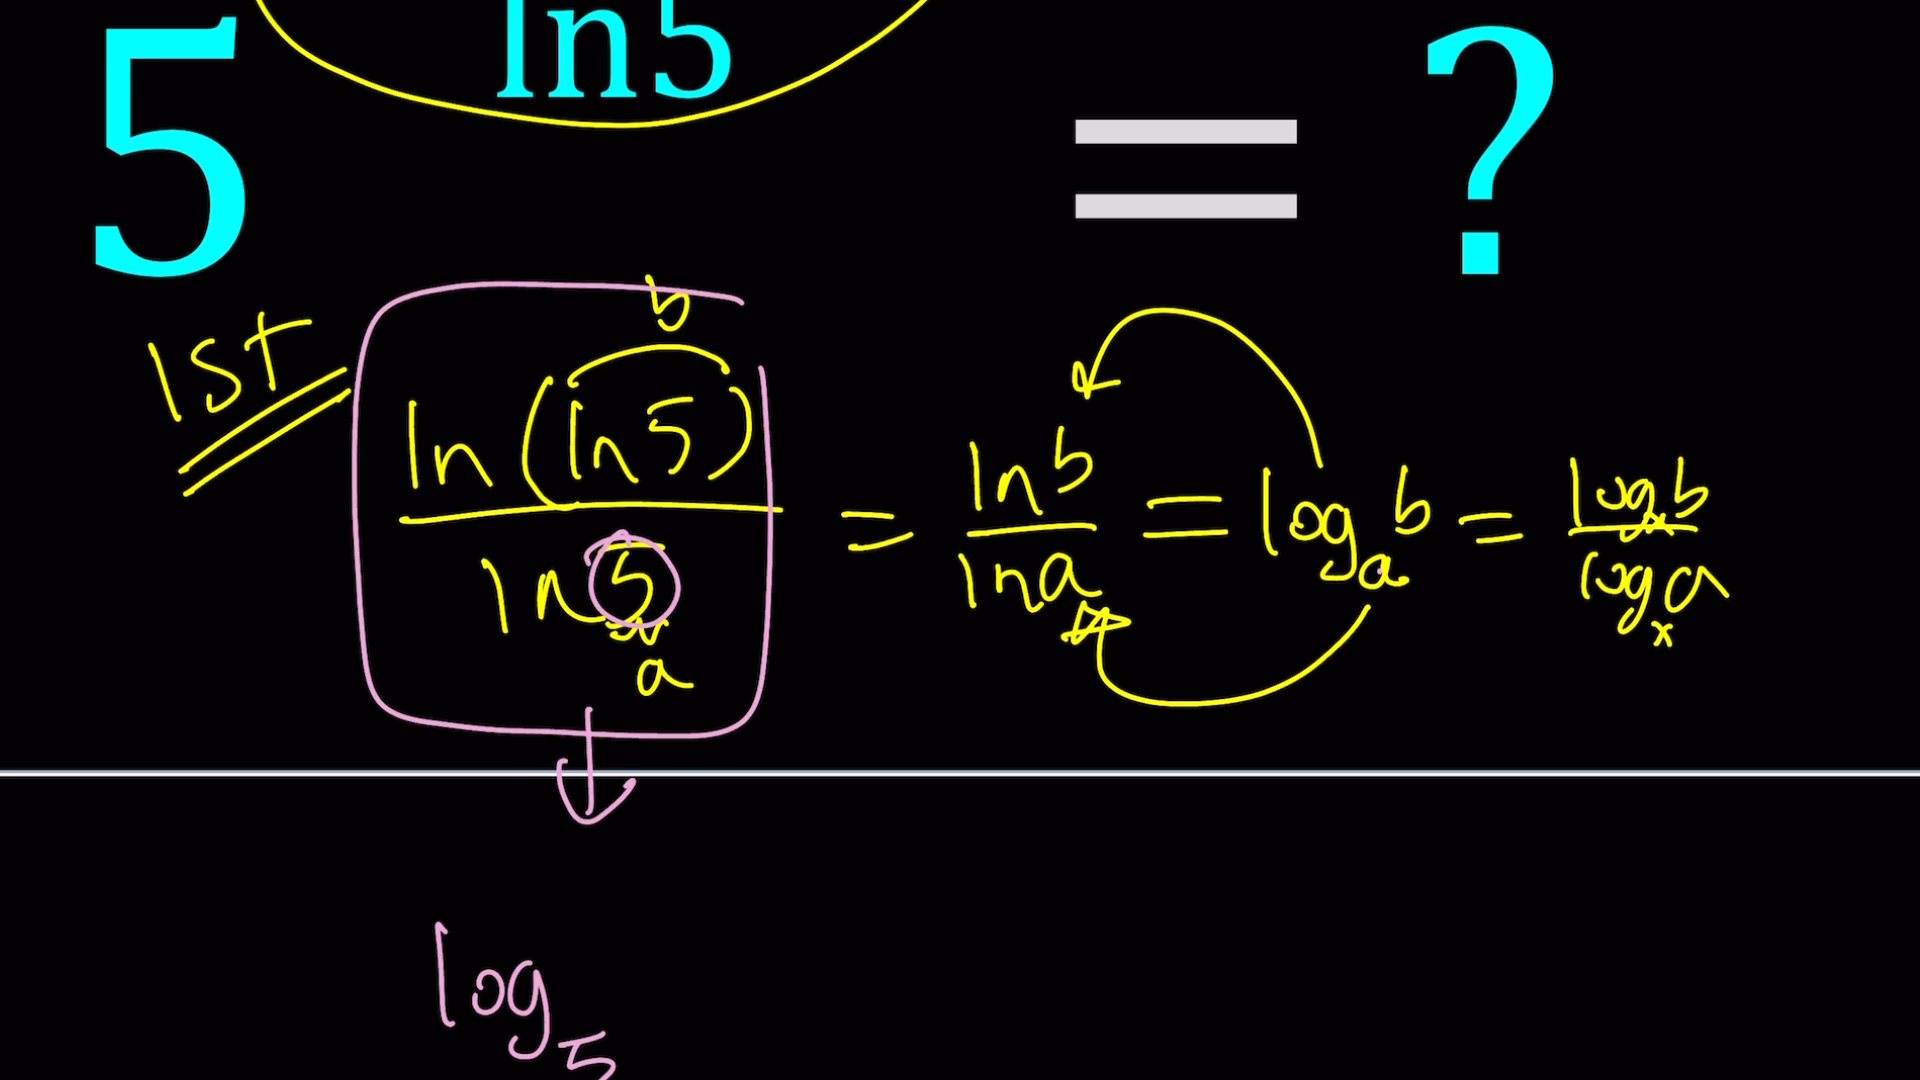 5 ln5 = ?
1ST
ln(ln5)/ln5 = ln b/ln a = log_a b = log_x b/log_x a
b
a
log_5